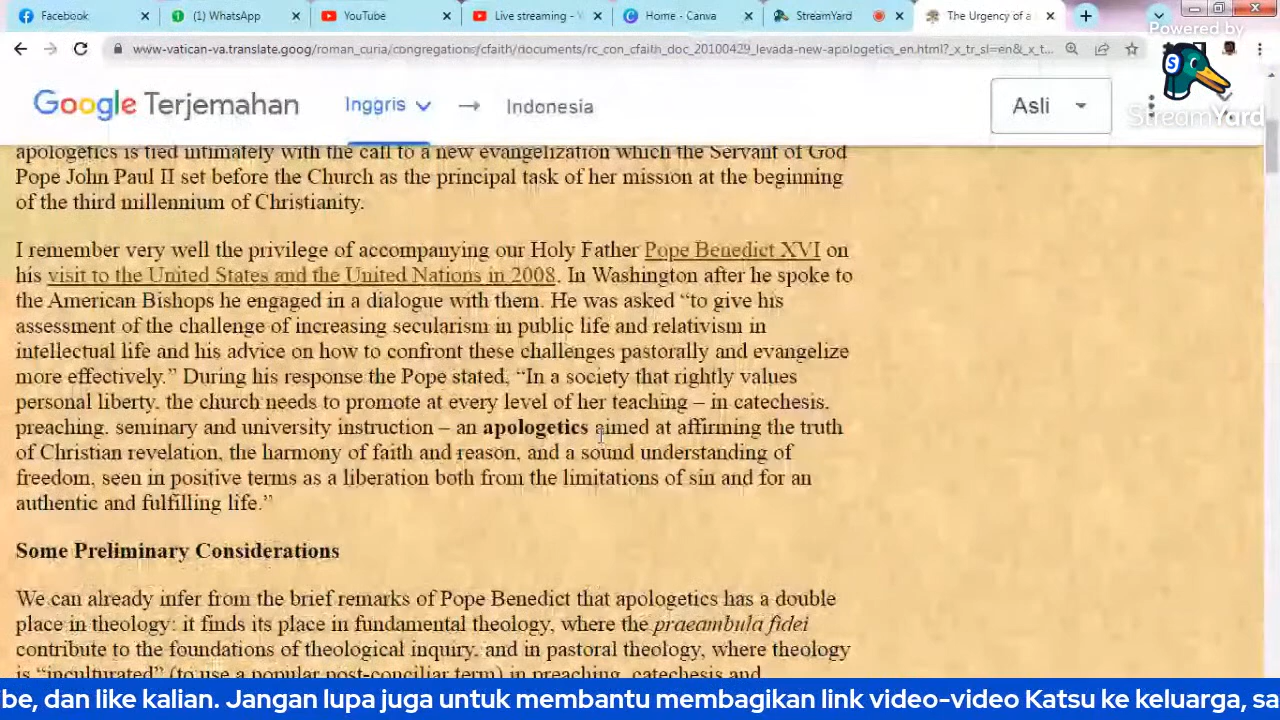 Facebook
(1) WhatsApp
YouTube
Live streaming - Y
Home - Canva
StreamYard
The Urgency of a
Powered by
www-vatican-va.translate.goog/roman_curia/congregations/cfaith/documents/rc_con_cfaith_doc_20100429_levada-new-apologetics_en.html?_x_tr_sl=en&_x_t...
StreamYard
Google Terjemahan
Inggris
Indonesia
Asli
apologetics is tied intimately with the call to a new evangelization which the Servant of God
Pope John Paul II set before the Church as the principal task of her mission at the beginning
of the third millennium of Christianity.
I remember very well the privilege of accompanying our Holy Father Pope Benedict XVI on
his visit to the United States and the United Nations in 2008. In Washington after he spoke to
the American Bishops he engaged in a dialogue with them. He was asked “to give his
assessment of the challenge of increasing secularism in public life and relativism in
intellectual life and his advice on how to confront these challenges pastorally and evangelize
more effectively.” During his response the Pope stated, “In a society that rightly values
personal liberty, the church needs to promote at every level of her teaching – in catechesis,
preaching, seminary and university instruction – an apologetics aimed at affirming the truth
of Christian revelation, the harmony of faith and reason, and a sound understanding of
freedom, seen in positive terms as a liberation both from the limitations of sin and for an
authentic and fulfilling life.”
Some Preliminary Considerations
We can already infer from the brief remarks of Pope Benedict that apologetics has a double
place in theology: it finds its place in fundamental theology, where the praeambula fidei
contribute to the foundations of theological inquiry, and in pastoral theology, where theology
is “inculturated” (to use a popular post-conciliar term) in preaching, catechesis and
be, dan like kalian. Jangan lupa juga untuk membantu membagikan link video-video Katsu ke keluarga, sa